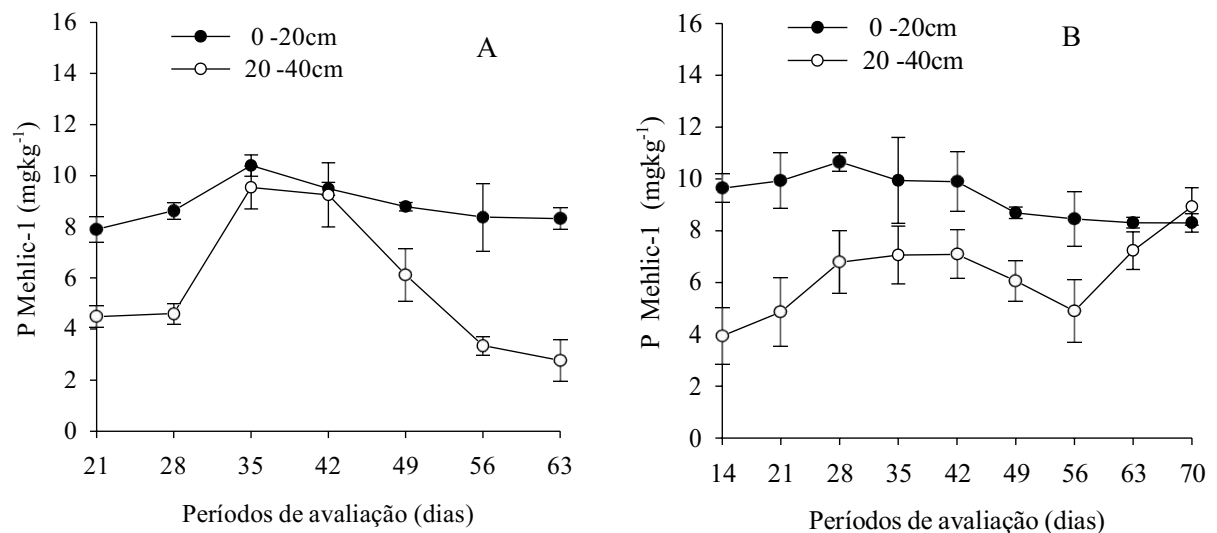 A
0 -20cm
20 -40cm
P Mehlic-1 (mgkg-1)
16
14
12
10
8
6
4
2
0
21 28 35 42 49 56 63
Períodos de avaliação (dias)
B
0 -20cm
20 -40cm
P Mehlic-1 (mgkg-1)
16
14
12
10
8
6
4
2
0
14 21 28 35 42 49 56 63 70
Períodos de avaliação (dias)